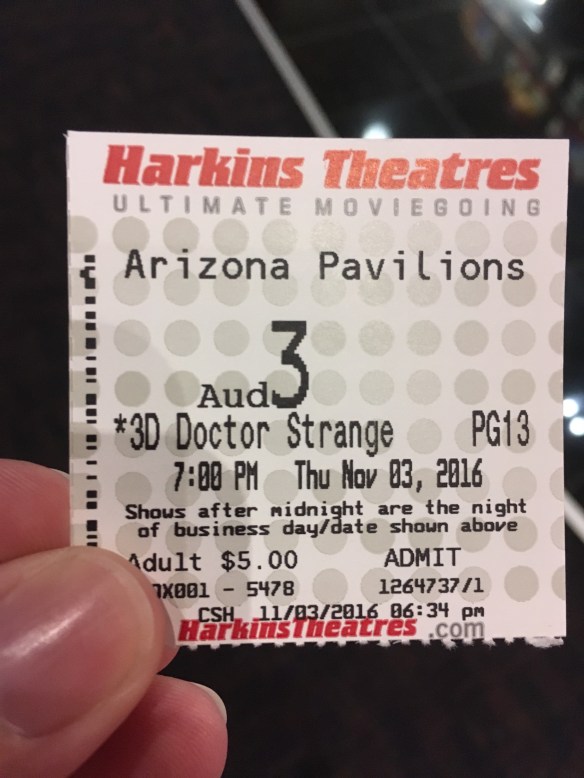 Harkins Theatres
ULTIMATE MOVIEGOING
Arizona Pavilions
Aud 3
*3D Doctor Strange PG13
7:00 PM Thu Nov 03, 2016
Shows after midnight are the night
of business day/date shown above
Adult $5.00 ADMIT
X001 - 5478 1264737/1
CSH 11/03/2016 06:34 pm
HarkinsTheatres.com